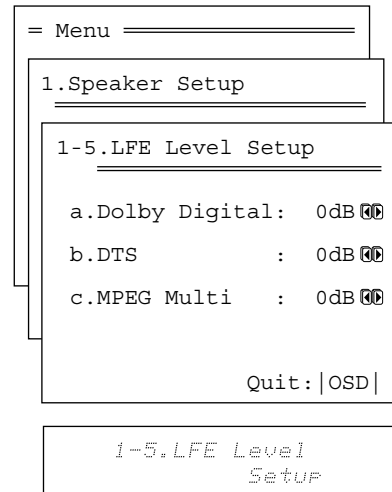 = Menu
1.Speaker Setup
1-5.LFE Level Setup
a.Dolby Digital: 0dB
b.DTS : 0dB
c.MPEG Multi : 0dB
Quit:|OSD|
1-5.LFE Level
Setup